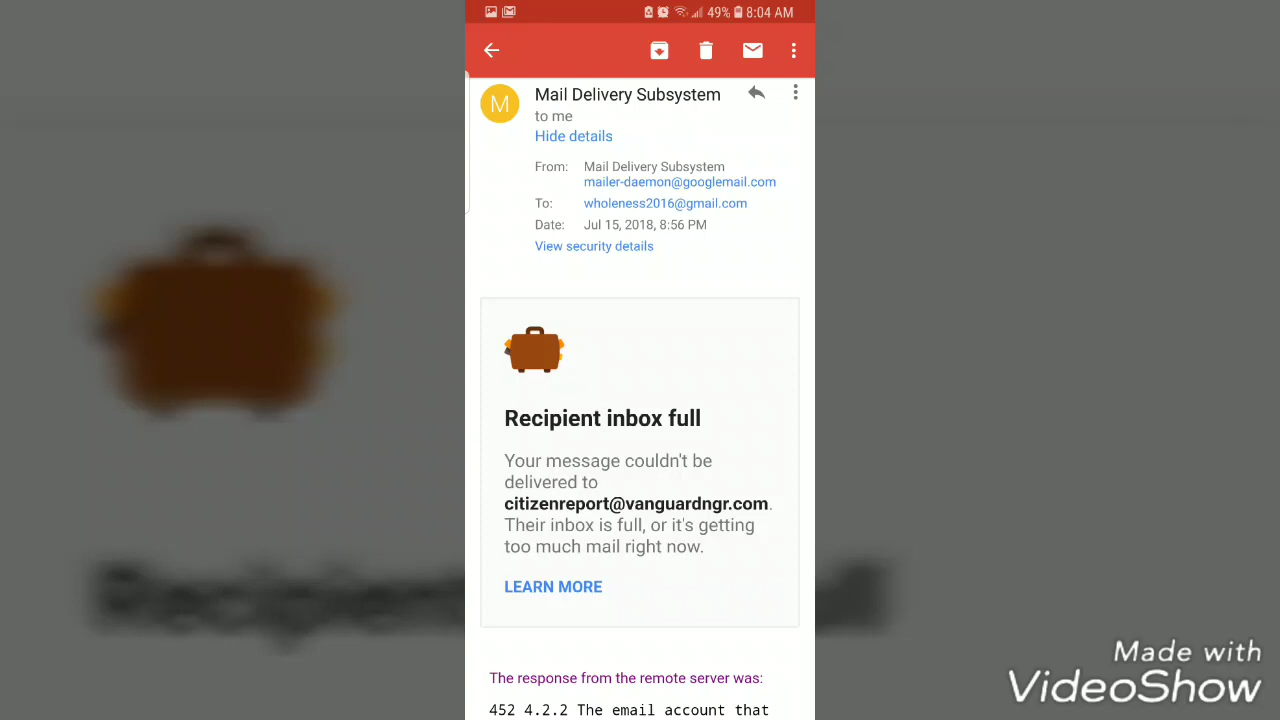 49% 8:04 AM
M
Mail Delivery Subsystem
to me
Hide details
From: Mail Delivery Subsystem
mailer-daemon@googlemail.com
To: wholeness2016@gmail.com
Date: Jul 15, 2018, 8:56 PM
View security details
Recipient inbox full
Your message couldn't be
delivered to
citizenreport@vanguardngr.com.
Their inbox is full, or it's getting
too much mail right now.
LEARN MORE
The response from the remote server was:
452 4.2.2 The email account that
Made with
VideoShow